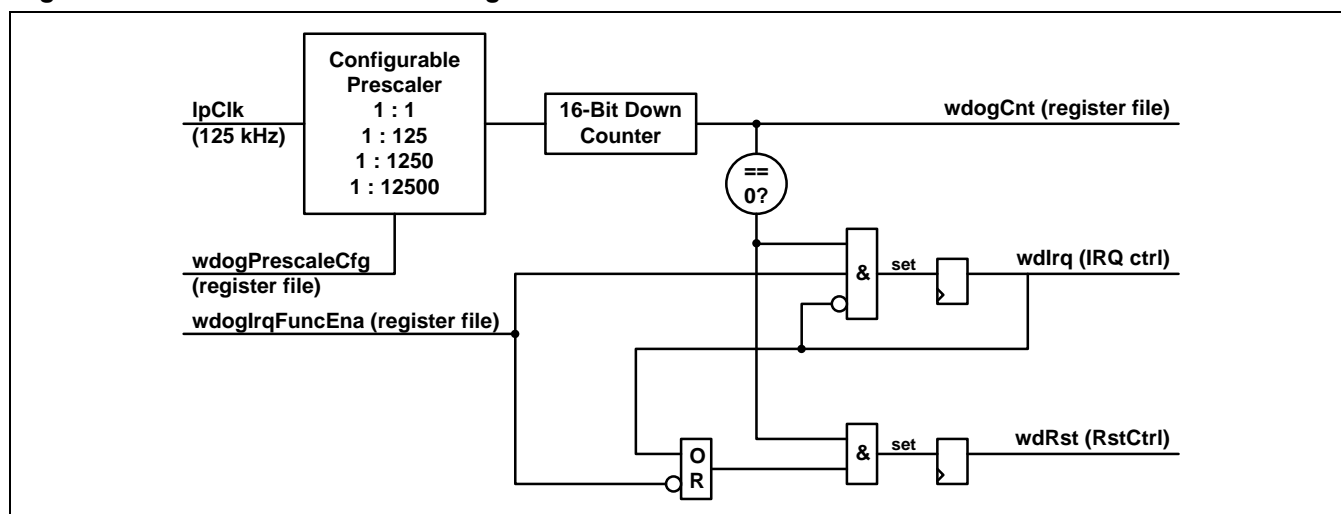 Configurable
Prescaler
1 : 1
1 : 125
1 : 1250
1 : 12500
lpClk
(125 kHz)
16-Bit Down
Counter
wdogCnt (register file)
==
0?
wdogPrescaleCfg
(register file)
wdogIrqFuncEna (register file)
&
set
wdIrq (IRQ ctrl)
O
R
&
set
wdRst (RstCtrl)